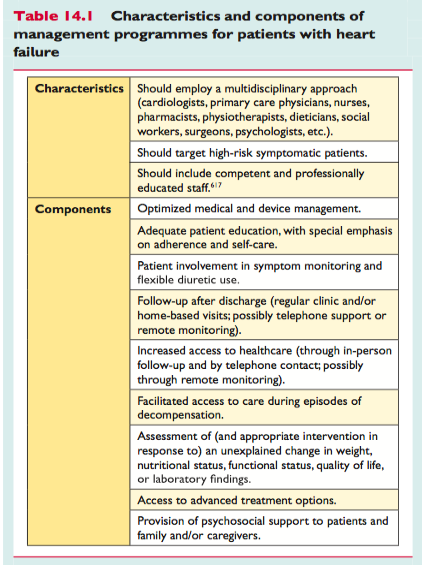 Table 14.1 Characteristics and components of
management programmes for patients with heart
failure
Characteristics
Should employ a multidisciplinary approach
(cardiologists, primary care physicians, nurses,
pharmacists, physiotherapists, dieticians, social
workers, surgeons, psychologists, etc.).
Should target high-risk symptomatic patients.
Should include competent and professionally
educated staff.617
Components
Optimized medical and device management.
Adequate patient education, with special emphasis
on adherence and self-care.
Patient involvement in symptom monitoring and
flexible diuretic use.
Follow-up after discharge (regular clinic and/or
home-based visits; possibly telephone support or
remote monitoring).
Increased access to healthcare (through in-person
follow-up and by telephone contact; possibly
through remote monitoring).
Facilitated access to care during episodes of
decompensation.
Assessment of (and appropriate intervention in
response to) an unexplained change in weight,
nutritional status, functional status, quality of life,
or laboratory findings.
Access to advanced treatment options.
Provision of psychosocial support to patients and
family and/or caregivers.